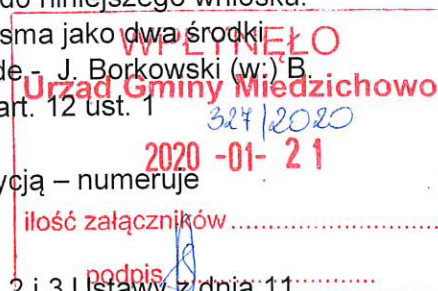 do niniejszego wniosku.
sma jako dwa środki
WPŁYNĘŁO
de - J. Borkowski (w:) B.
Urząd Gminy Miedzichowo
art. 12 ust. 1
327/2020
2020 -01- 21
ycją – numeruje
ilość załączników
podpis
2 i 3 Ustawy z dnia 11